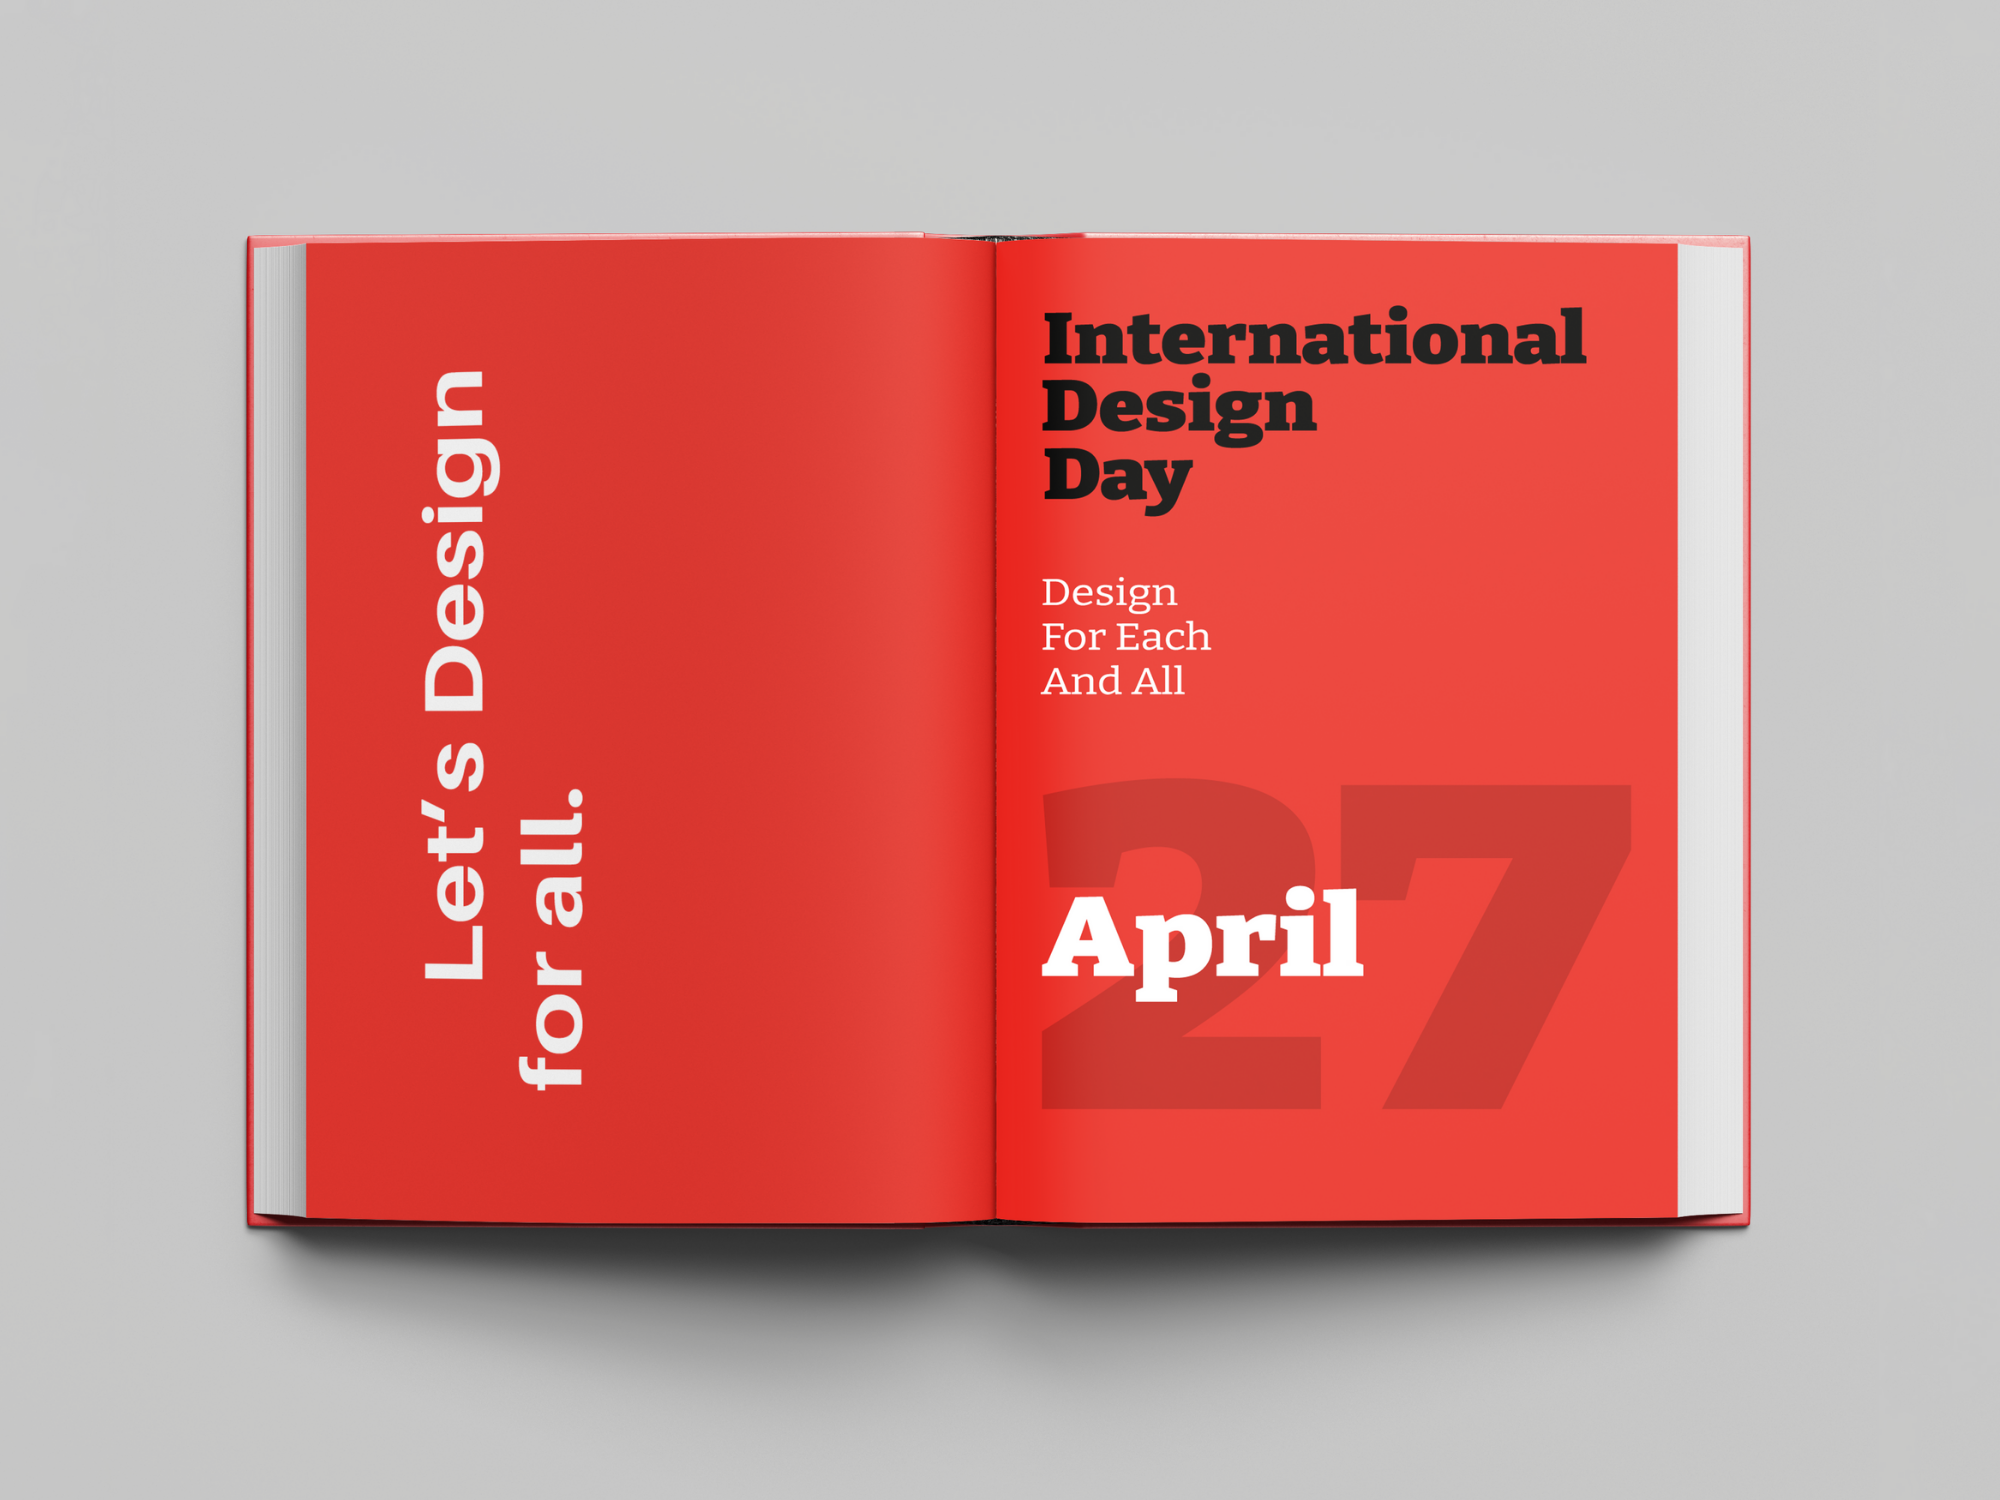 Let’s Design
for all.
International
Design
Day
Design
For Each
And All
27
April